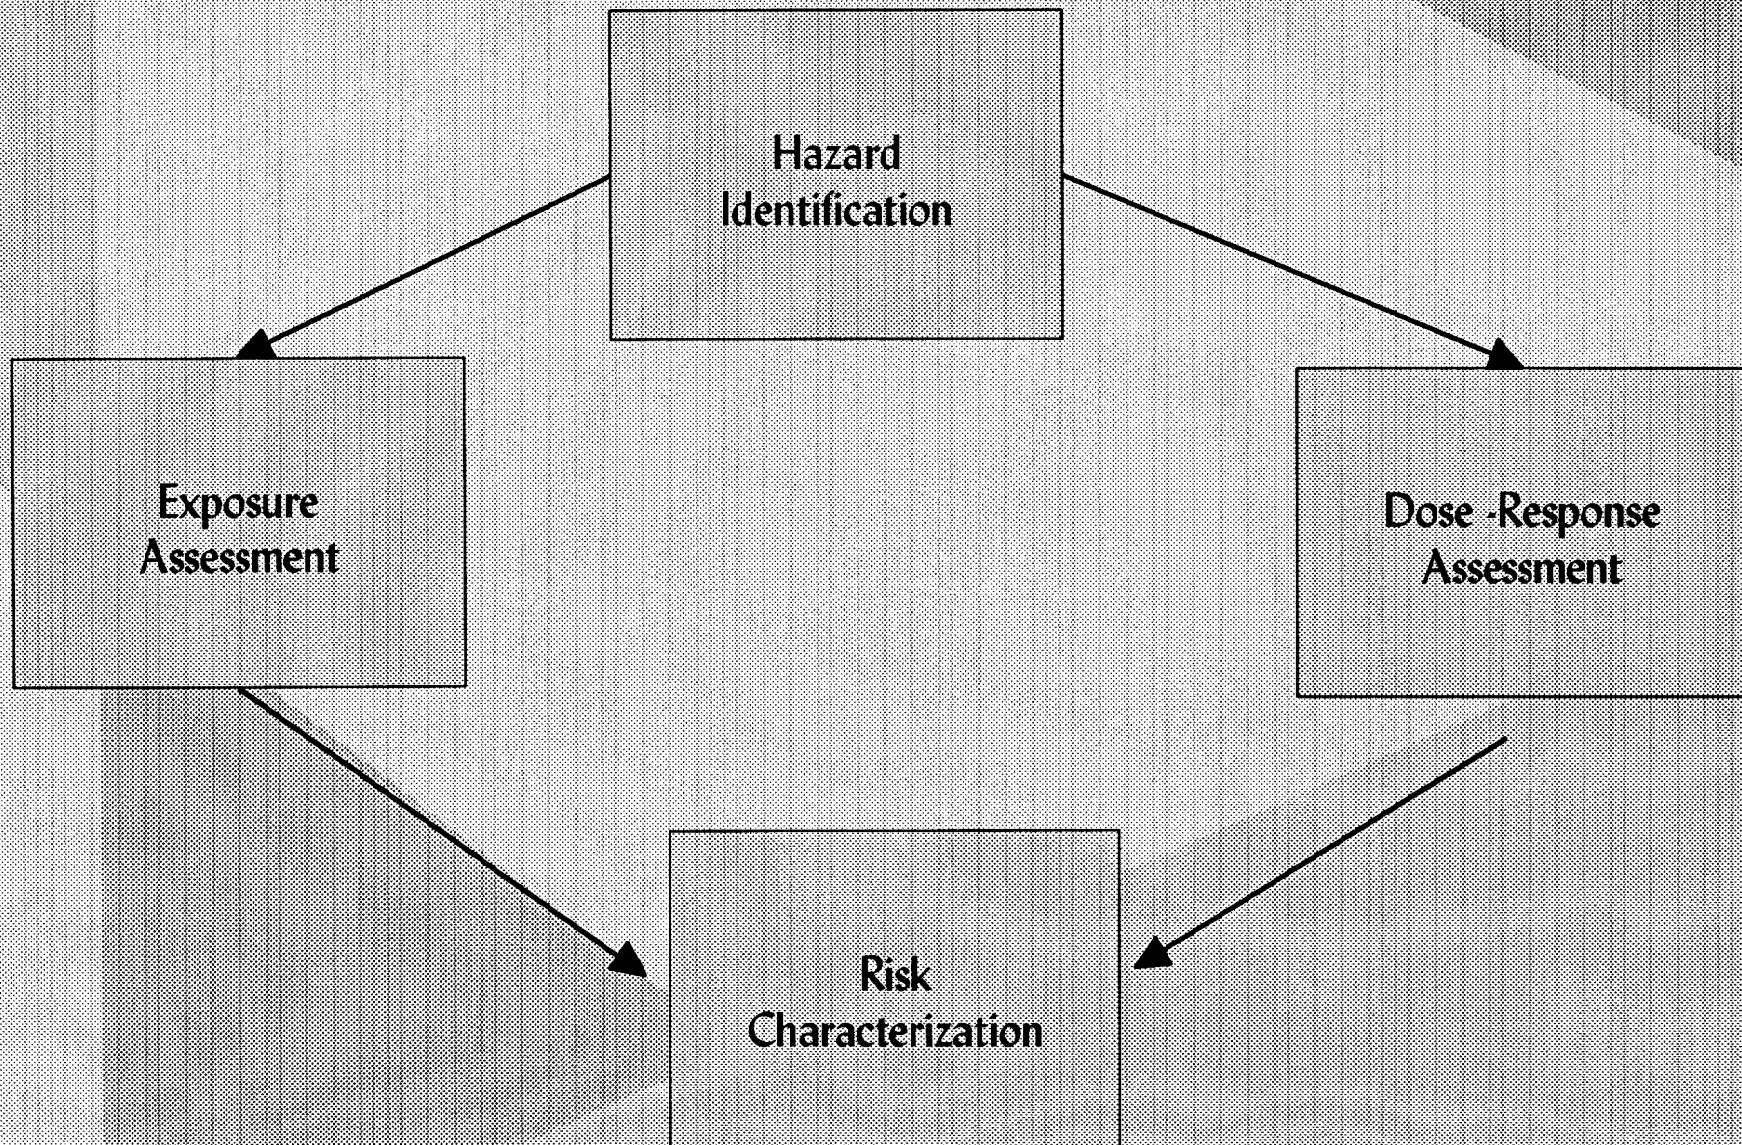 Hazard
Identification
Exposure
Assessment
Dose -Response
Assessment
Risk
Characterization